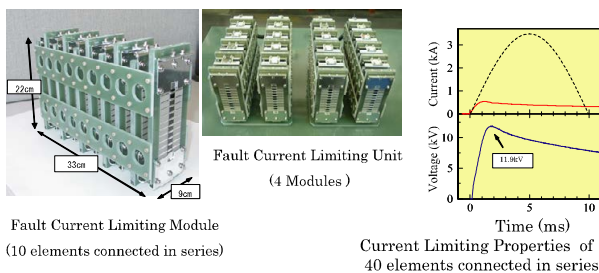 22cm
33cm
9cm
Fault Current Limiting Module
(10 elements connected in series)
Fault Current Limiting Unit
(4 Modules )
Current (kA)
3
2
1
0
Voltage (kV)
10
5
0
11.9kV
0
5
10
Time (ms)
Current Limiting Properties of
40 elements connected in series